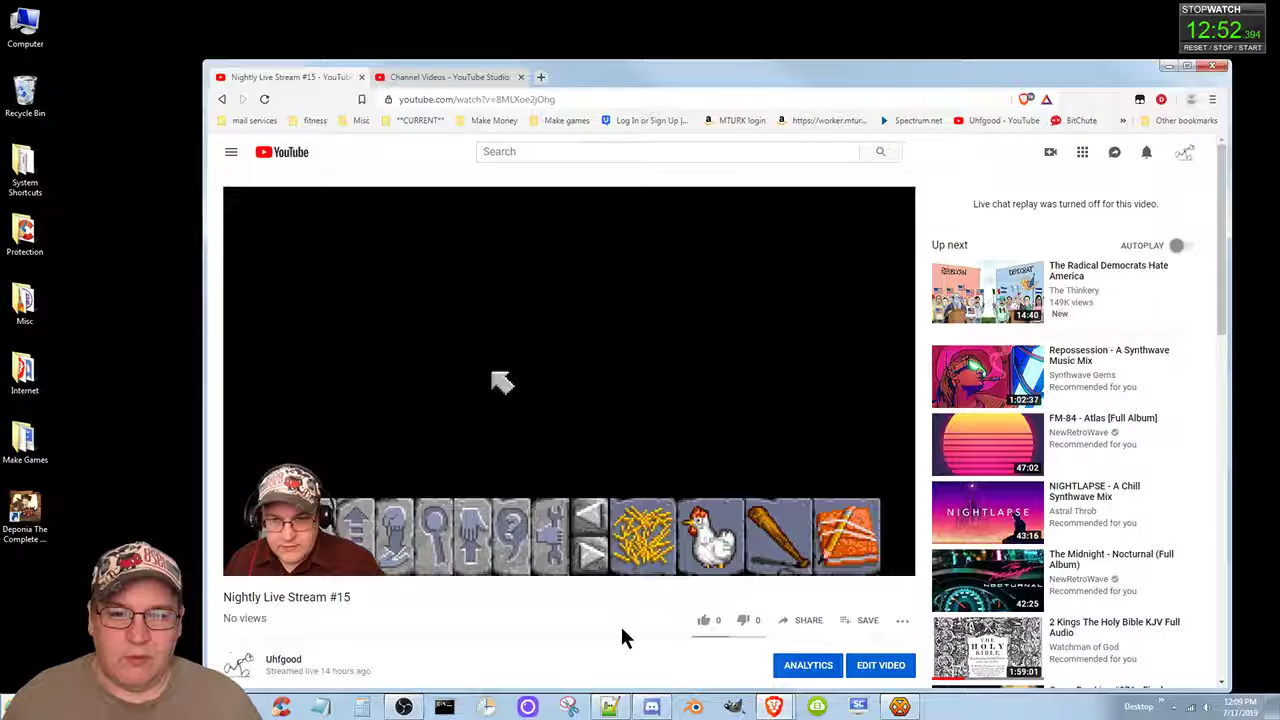 Computer
Recycle Bin
System
Shortcuts
Protection
Misc
Internet
Make Games
Deponia The
Complete ...
STOPWATCH
12:52.394
RESET / STOP / START
Nightly Live Stream #15 - YouTube
Channel Videos - YouTube Studio
youtube.com/watch?v=8MLXoe2jOhg
mail services
fitness
Misc
**CURRENT**
Make Money
Make games
Log In or Sign Up |...
MTURK login
https://worker.mtur...
Spectrum.net
Uhfgood - YouTube
BitChute
»
Other bookmarks
YouTube
Search
Live chat replay was turned off for this video.
Up next
AUTOPLAY
REPUBLICAN
DEMOCRAT
14:40
The Radical Democrats Hate
America
The Thinkery
149K views
New
1:02:37
Repossession - A Synthwave
Music Mix
Synthwave Gems
Recommended for you
47:02
FM-84 - Atlas [Full Album]
NewRetroWave
Recommended for you
NIGHTLAPSE
43:16
NIGHTLAPSE - A Chill
Synthwave Mix
Astral Throb
Recommended for you
NOCTURNAL
42:25
The Midnight - Nocturnal (Full
Album)
NewRetroWave
Recommended for you
HOLY
BIBLE
1:59:01
2 Kings The Holy Bible KJV Full
Audio
Watchman of God
Recommended for you
Nightly Live Stream #15
No views
0
0
SHARE
SAVE
Uhfgood
Streamed live 14 hours ago
ANALYTICS
EDIT VIDEO
SC
Desktop
»
12:09 PM
7/17/2019